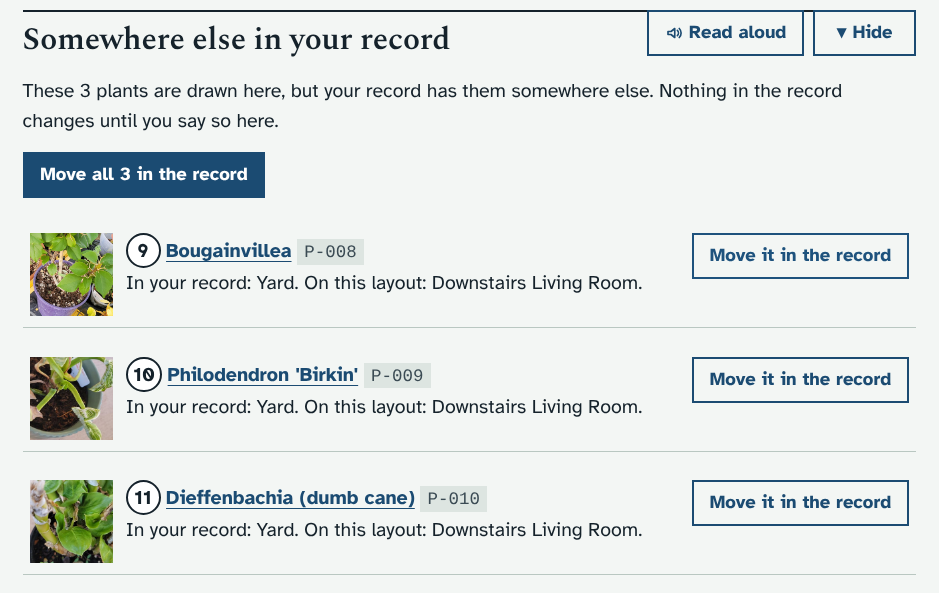 Somewhere else in your record
Read aloud
▼ Hide
These 3 plants are drawn here, but your record has them somewhere else. Nothing in the record
changes until you say so here.
Move all 3 in the record
9 Bougainvillea P-008
Move it in the record
In your record: Yard. On this layout: Downstairs Living Room.
10 Philodendron 'Birkin' P-009
Move it in the record
In your record: Yard. On this layout: Downstairs Living Room.
11 Dieffenbachia (dumb cane) P-010
Move it in the record
In your record: Yard. On this layout: Downstairs Living Room.